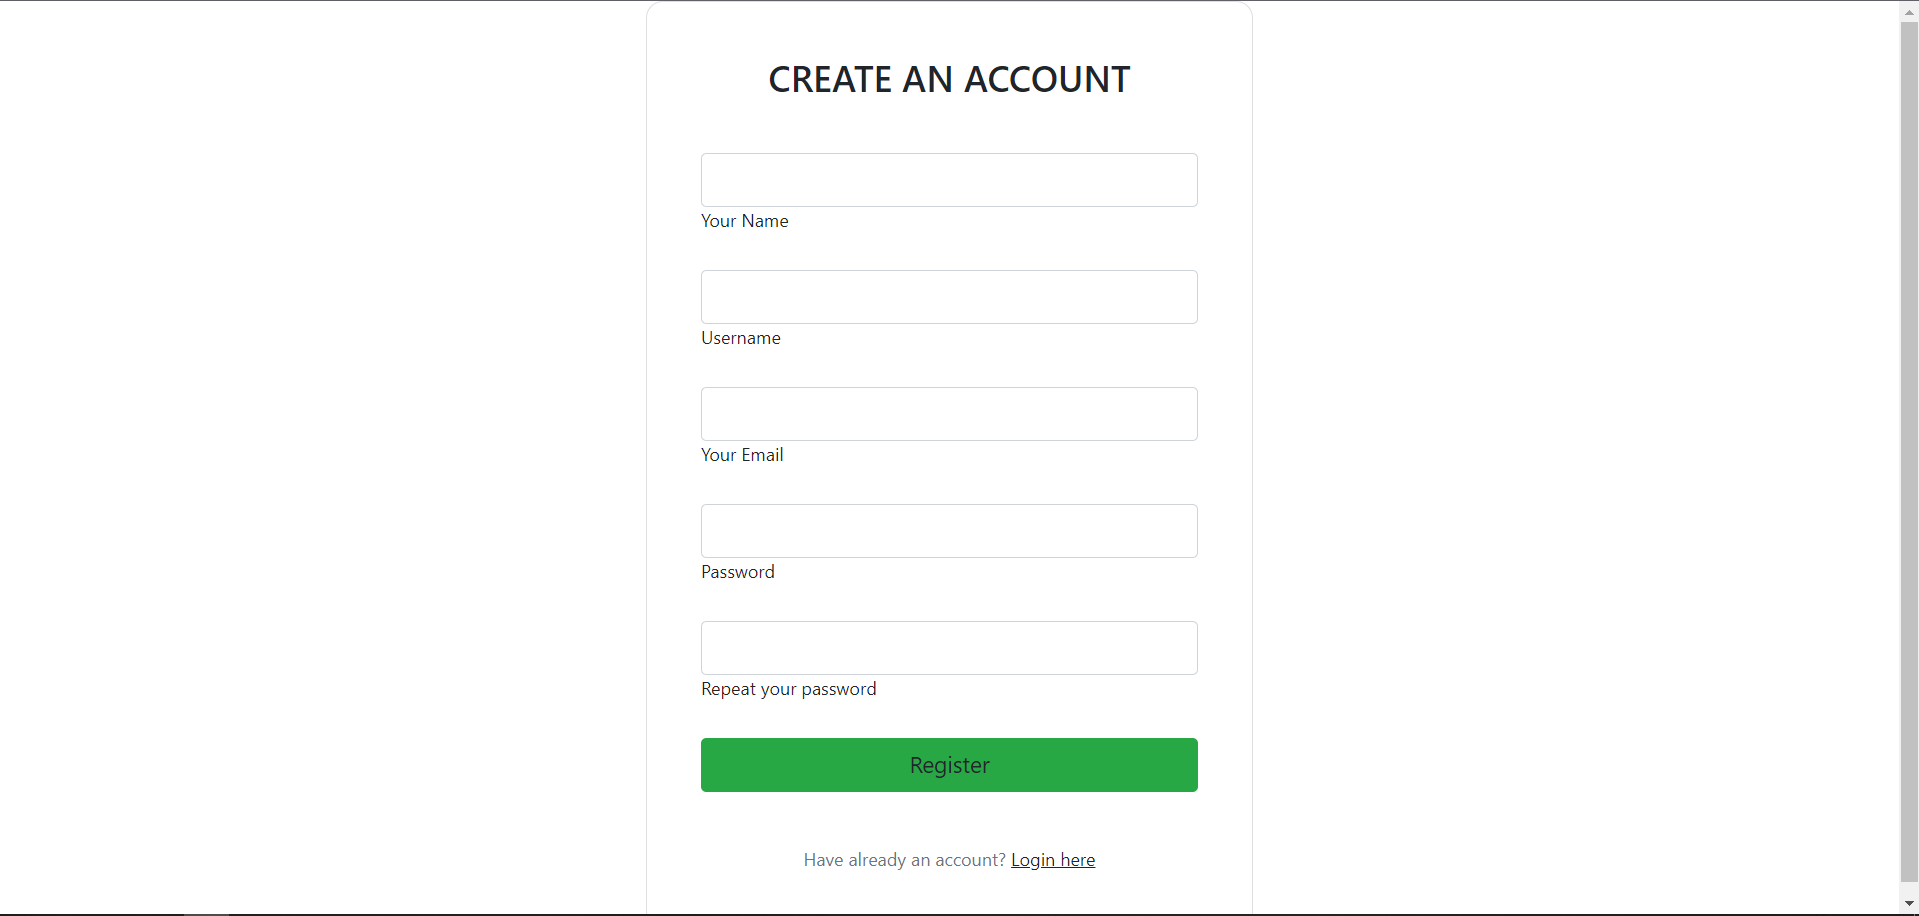 CREATE AN ACCOUNT
Your Name
Username
Your Email
Password
Repeat your password
Register
Have already an account? Login here